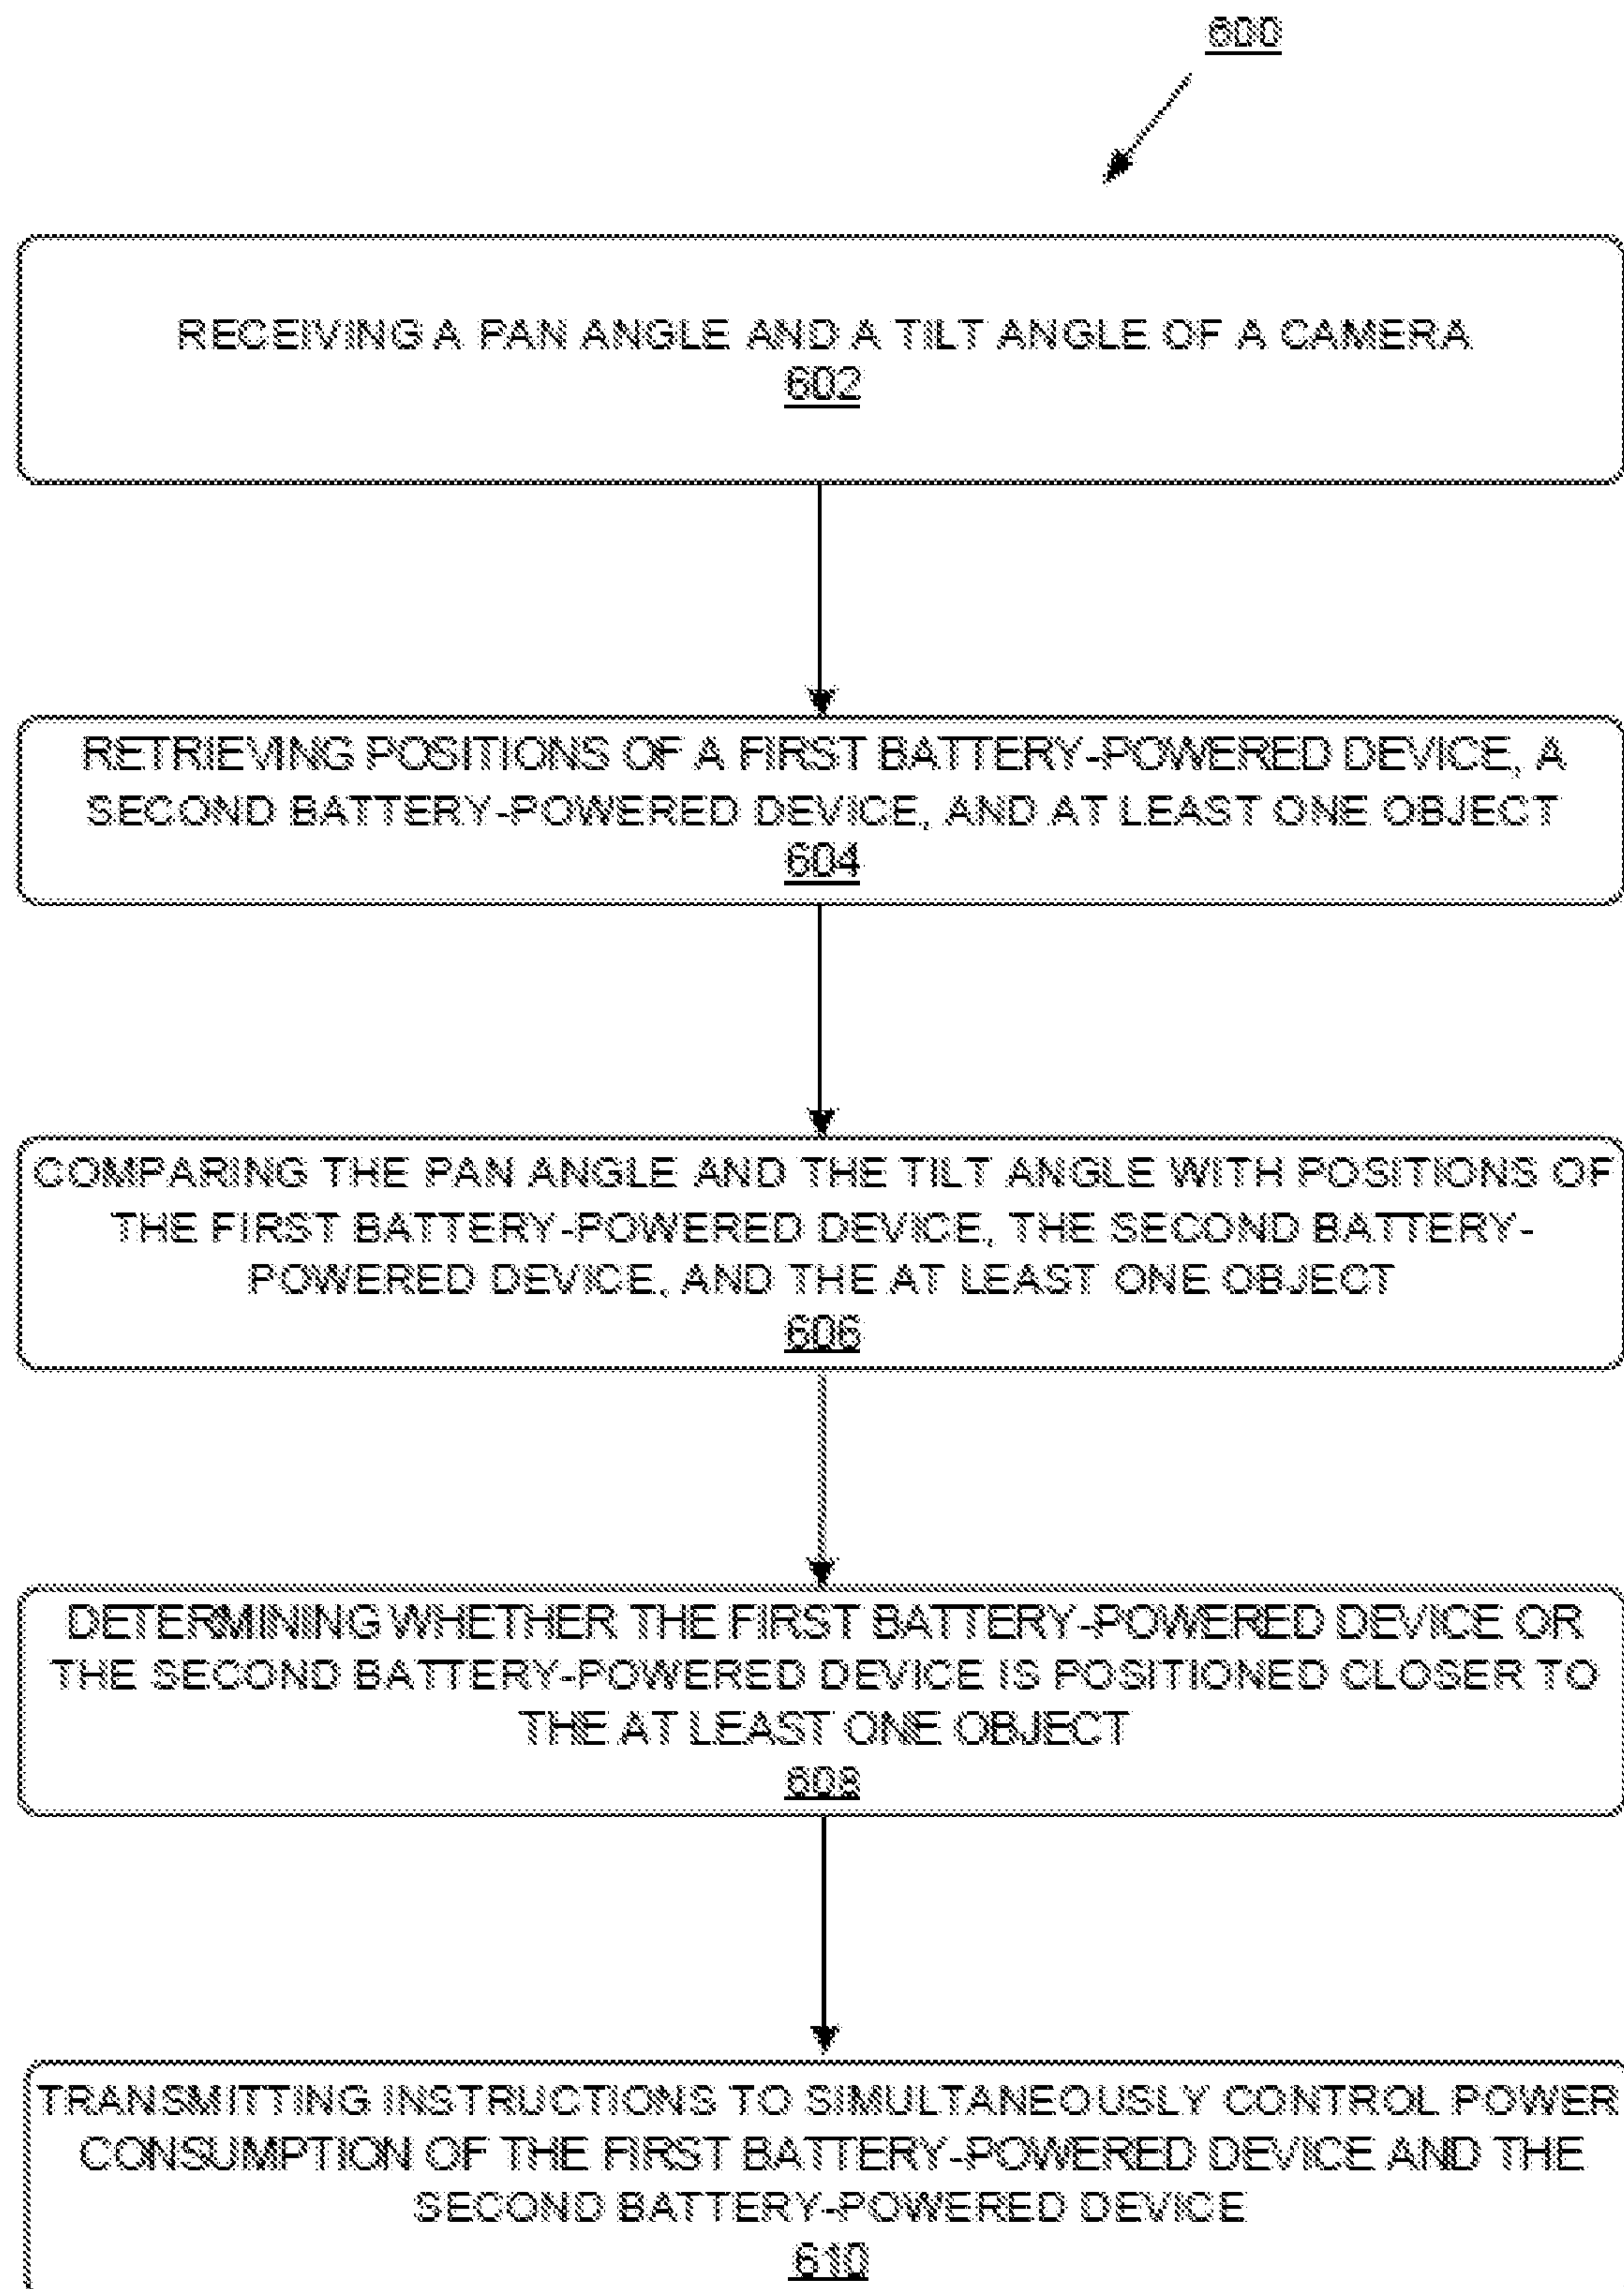 600
RECEIVING A PAN ANGLE AND A TILT ANGLE OF A CAMERA
602
RETRIEVING POSITIONS OF A FIRST BATTERY-POWERED DEVICE, A
SECOND BATTERY-POWERED DEVICE, AND AT LEAST ONE OBJECT
604
COMPARING THE PAN ANGLE AND THE TILT ANGLE WITH POSITIONS OF
THE FIRST BATTERY-POWERED DEVICE, THE SECOND BATTERY-
POWERED DEVICE, AND THE AT LEAST ONE OBJECT
606
DETERMINING WHETHER THE FIRST BATTERY-POWERED DEVICE OR
THE SECOND BATTERY-POWERED DEVICE IS POSITIONED CLOSER TO
THE AT LEAST ONE OBJECT
608
TRANSMITTING INSTRUCTIONS TO SIMULTANEOUSLY CONTROL POWER
CONSUMPTION OF THE FIRST BATTERY-POWERED DEVICE AND THE
SECOND BATTERY-POWERED DEVICE
610